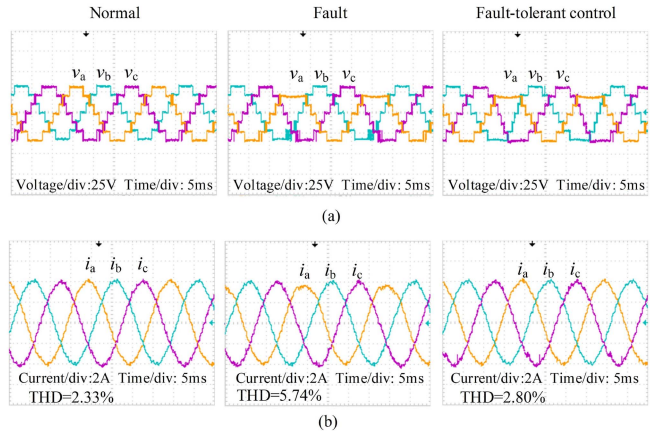 Normal Fault Fault-tolerant control
va vb vc va vb vc va vb vc
Voltage/div:25V Time/div: 5ms Voltage/div:25V Time/div: 5ms Voltage/div:25V Time/div: 5ms
(a)
ia ib ic ia ib ic ia ib ic
Current/div:2A Time/div: 5ms Current/div:2A Time/div: 5ms Current/div:2A Time/div: 5ms
THD=2.33% THD=5.74% THD=2.80%
(b)